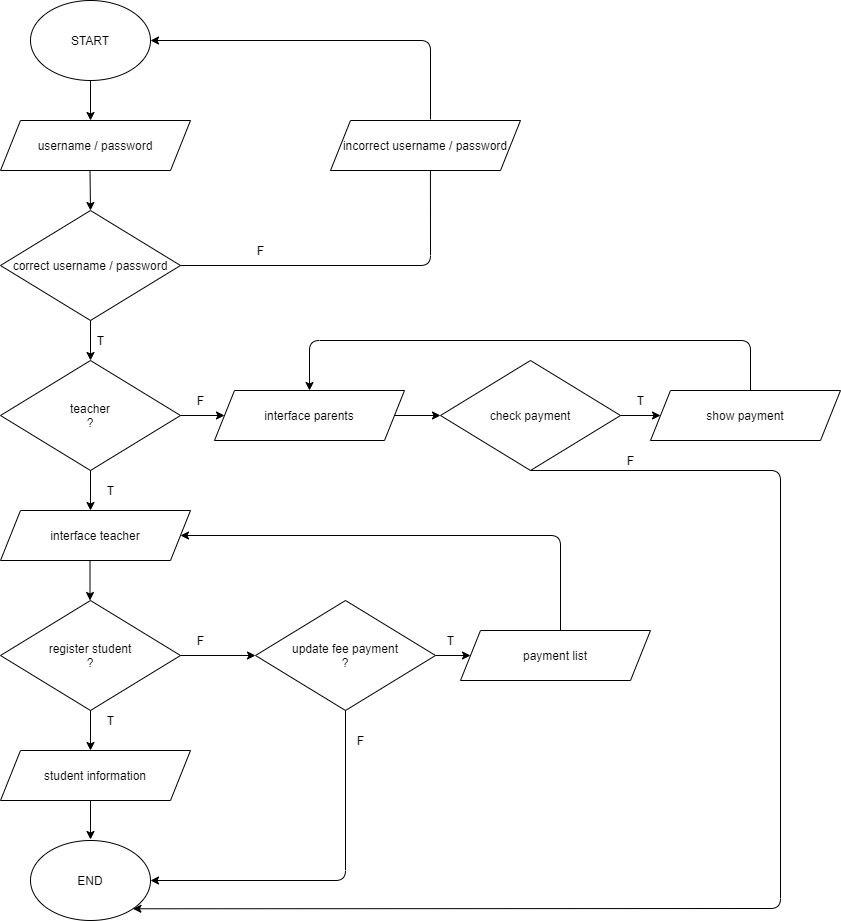 START
username / password
incorrect username / password
F
correct username / password
T
teacher
?
F
interface parents
check payment
T
show payment
F
T
interface teacher
register student
?
F
update fee payment
?
T
payment list
T
F
student information
END